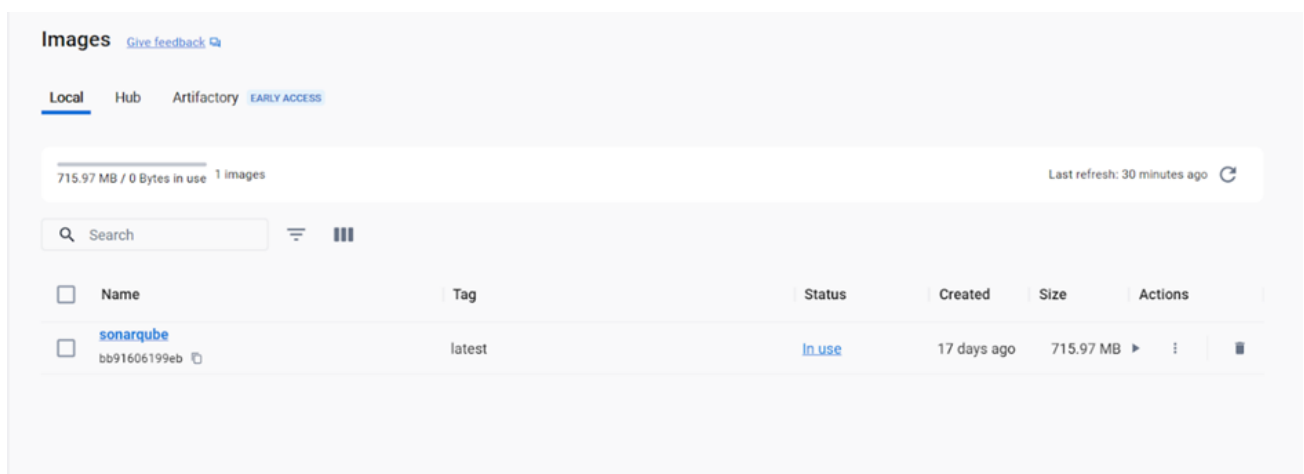 Images Give feedback
Local Hub Artifactory EARLY ACCESS
715.97 MB / 0 Bytes in use 1 images Last refresh: 30 minutes ago
Search
Name Tag Status Created Size Actions
sonarqube
bb91606199eb latest In use 17 days ago 715.97 MB